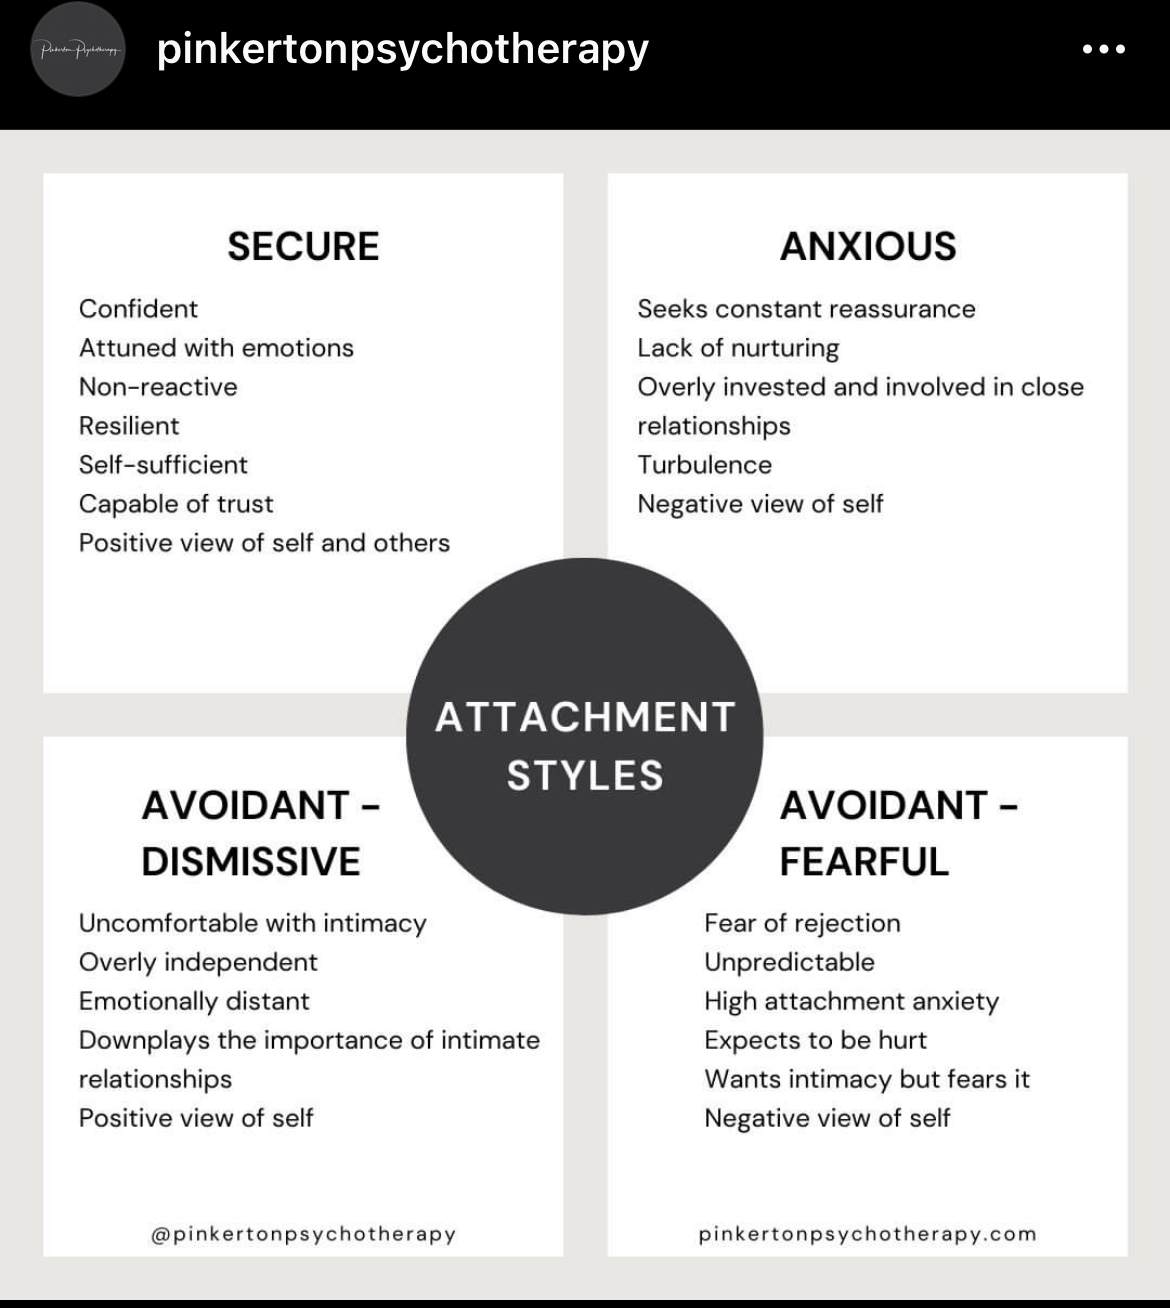 Pinkerton Psychotherapy
pinkertonpsychotherapy
SECURE
Confident
Attuned with emotions
Non-reactive
Resilient
Self-sufficient
Capable of trust
Positive view of self and others
ANXIOUS
Seeks constant reassurance
Lack of nurturing
Overly invested and involved in close
relationships
Turbulence
Negative view of self
ATTACHMENT
STYLES
AVOIDANT -
DISMISSIVE
Uncomfortable with intimacy
Overly independent
Emotionally distant
Downplays the importance of intimate
relationships
Positive view of self
@pinkertonpsychotherapy
AVOIDANT -
FEARFUL
Fear of rejection
Unpredictable
High attachment anxiety
Expects to be hurt
Wants intimacy but fears it
Negative view of self
pinkertonpsychotherapy.com